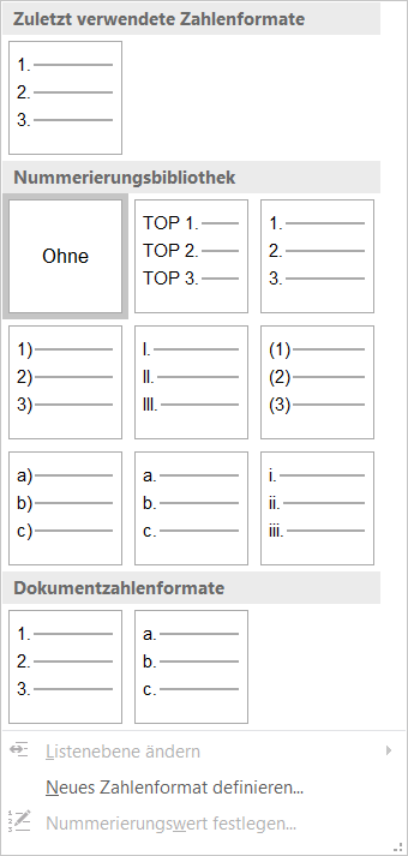 Zuletzt verwendete Zahlenformate
1.
2.
3.
Nummerierungsbibliothek
Ohne
TOP 1.
TOP 2.
TOP 3.
1.
2.
3.
1)
2)
3)
I.
II.
III.
(1)
(2)
(3)
a)
b)
c)
a.
b.
c.
i.
ii.
iii.
Dokumentzahlenformate
1.
2.
3.
a.
b.
c.
Listenebene ändern
Neues Zahlenformat definieren...
Nummerierungswert festlegen...